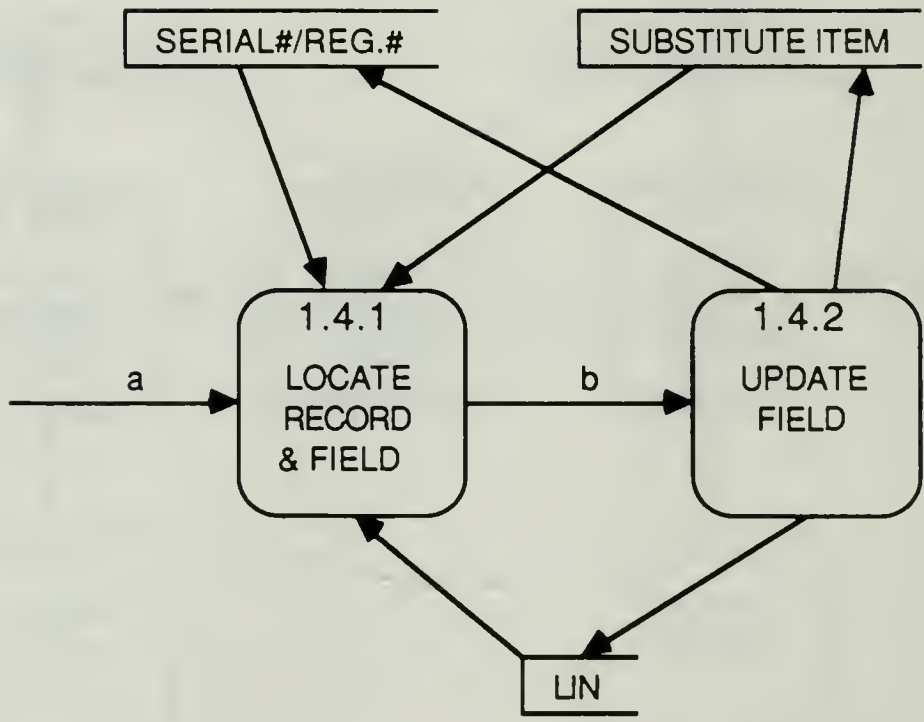 SERIAL#/REG.#
SUBSTITUTE ITEM
1.4.1
LOCATE
RECORD
& FIELD
a
b
1.4.2
UPDATE
FIELD
LIN